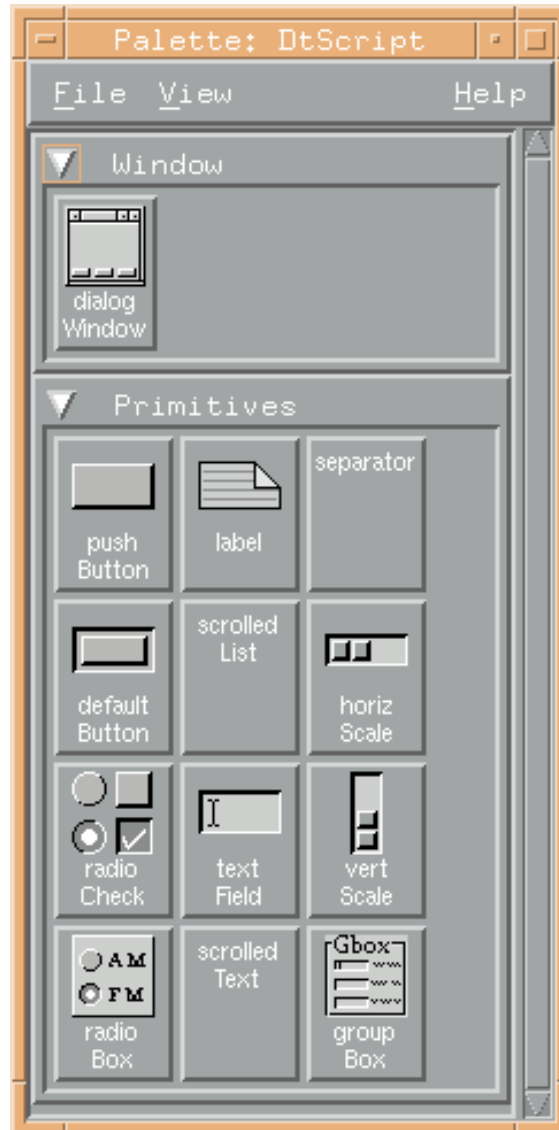 Palette: DtScript
File View Help
Window
dialog
Window
Primitives
push
Button
label
separator
default
Button
scrolled
List
horiz
Scale
radio
Check
text
Field
vert
Scale
AM
FM
radio
Box
scrolled
Text
Gbox
group
Box